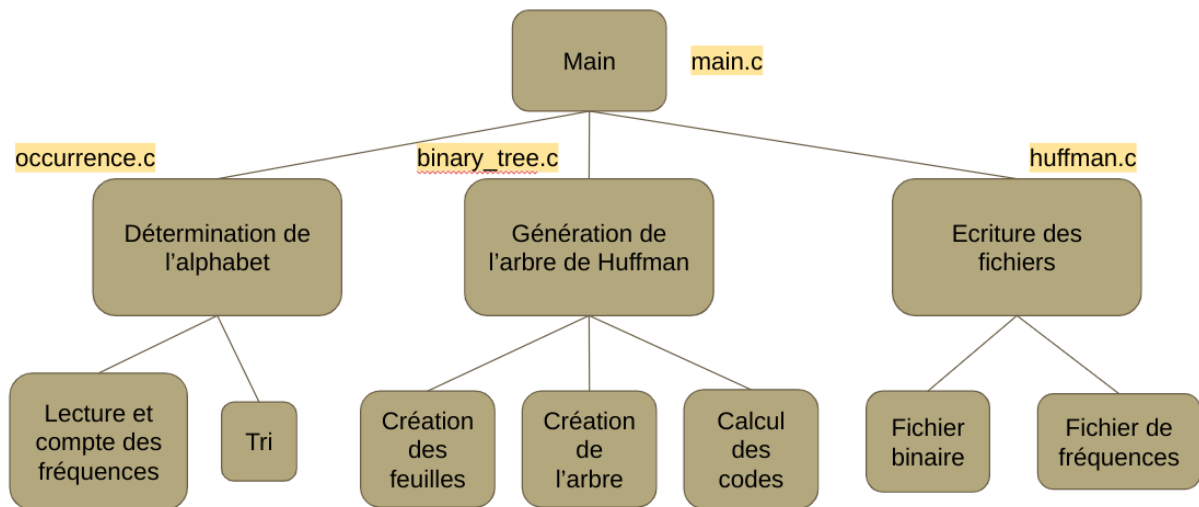 Main
main.c
occurrence.c
binary_tree.c
huffman.c
Détermination de
l’alphabet
Génération de
l’arbre de Huffman
Ecriture des
fichiers
Lecture et
compte des
fréquences
Tri
Création
des
feuilles
Création
de
l’arbre
Calcul
des
codes
Fichier
binaire
Fichier de
fréquences